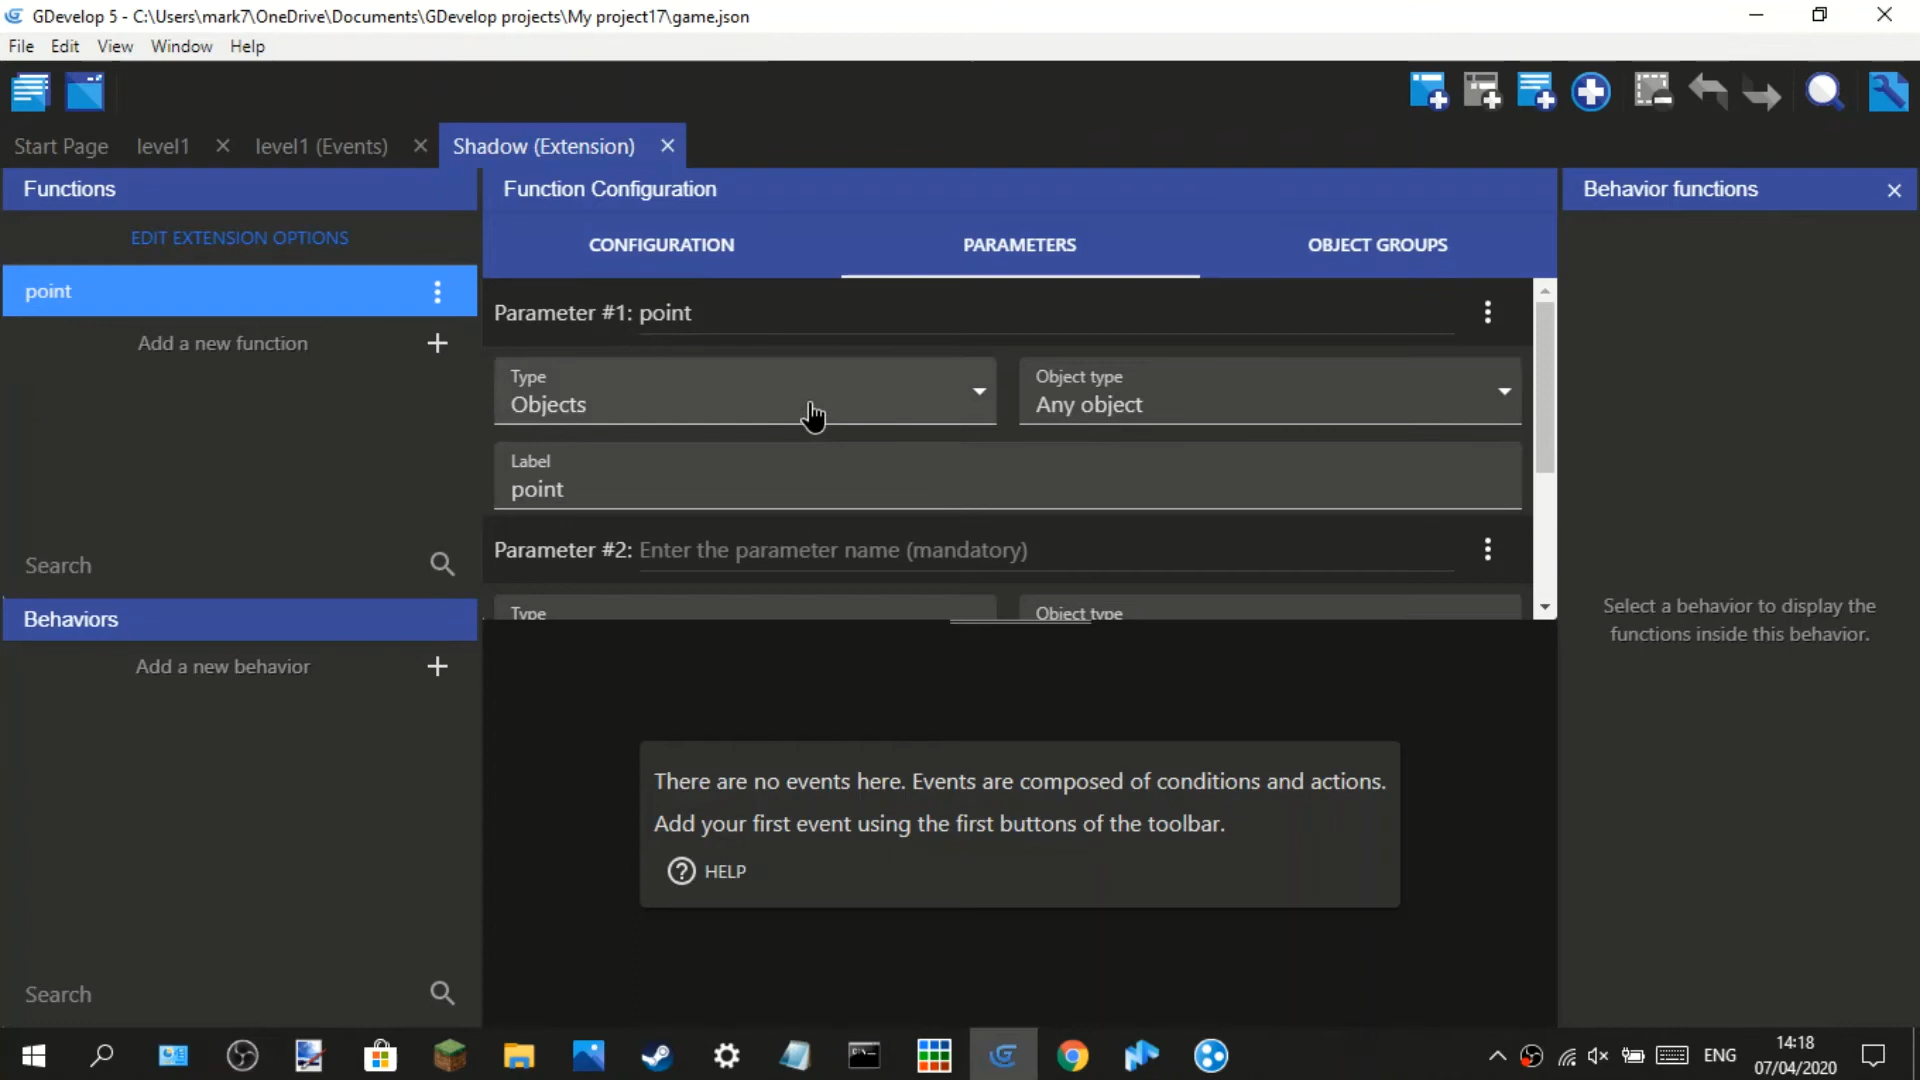 GDevelop 5 - C:\Users\mark7\OneDrive\Documents\GDevelop projects\My project17\game.json
File Edit View Window Help
Start Page level1 level1 (Events) Shadow (Extension)
Functions
EDIT EXTENSION OPTIONS
point
Add a new function
Search
Behaviors
Add a new behavior
Search
Function Configuration
CONFIGURATION PARAMETERS OBJECT GROUPS
Parameter #1: point
Type
Objects
Object type
Any object
Label
point
Parameter #2: Enter the parameter name (mandatory)
Type Object type
There are no events here. Events are composed of conditions and actions.
Add your first event using the first buttons of the toolbar.
HELP
Behavior functions
Select a behavior to display the
functions inside this behavior.
ENG
14:18
07/04/2020